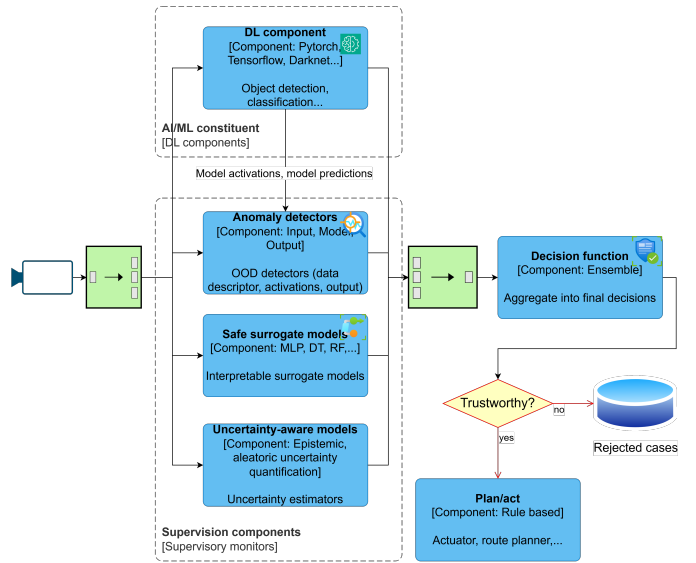 DL component
[Component: Pytorch,
Tensorflow, Darknet...]
Object detection,
classification...
AI/ML constituent
[DL components]
Model activations, model predictions
Anomaly detectors
[Component: Input, Model,
Output]
OOD detectors (data
descriptor, activations, output)
Safe surrogate models
[Component: MLP, DT, RF,...]
Interpretable surrogate models
Uncertainty-aware models
[Component: Epistemic,
aleatoric uncertainty
quantification]
Uncertainty estimators
Supervision components
[Supervisory monitors]
Decision function
[Component: Ensemble]
Aggregate into final decisions
Trustworthy?
no
yes
Rejected cases
Plan/act
[Component: Rule based]
Actuator, route planner,...